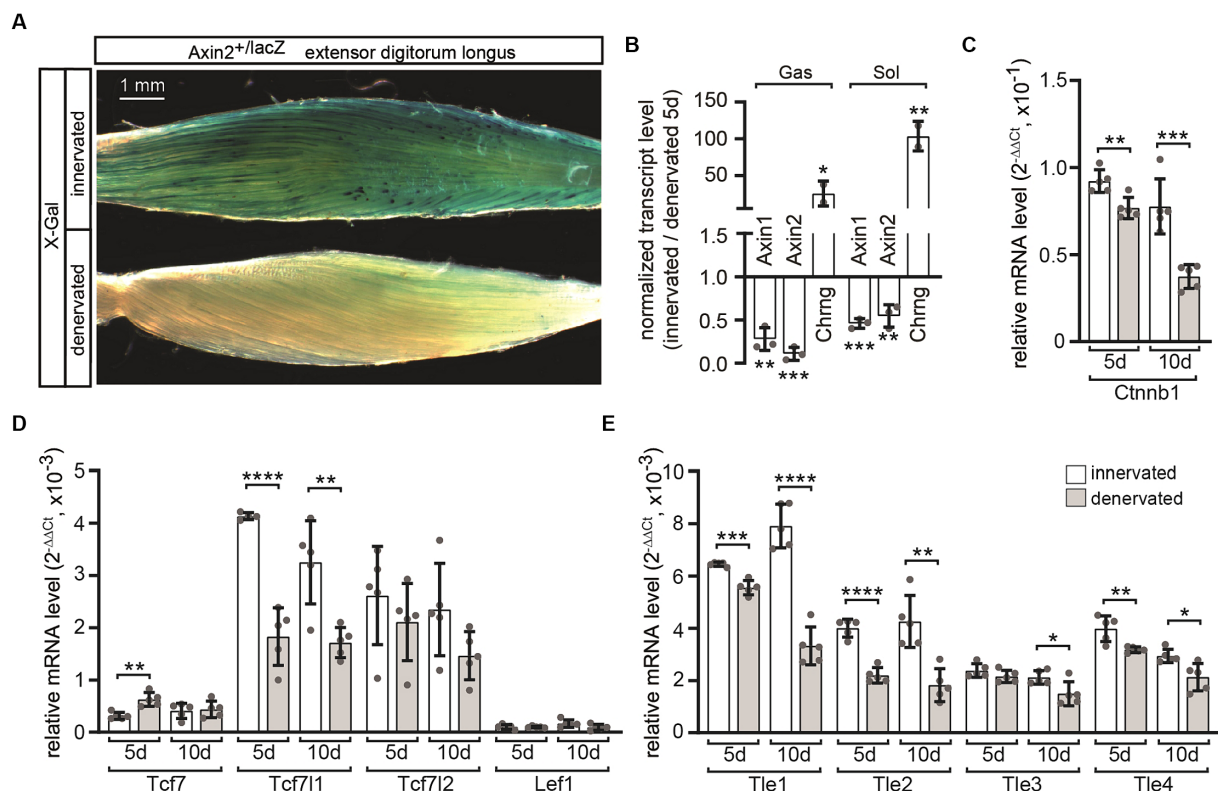 A
Axin2+/lacZ extensor digitorum longus
X-Gal
innervated
denervated
1 mm
B
normalized transcript level
(innervated / denervated 5d)
Gas
Sol
150
100
50
1.5
1.0
0.5
0.0
*
**
Axin1
Axin2
Axin1
Axin2
Chrng
Chrng
**
***
***
**
C
relative mRNA level (2-ΔΔCt, x10-1)
1.5
1.0
0.5
0
**
***
5d
10d
Ctnnb1
D
relative mRNA level (2-ΔΔCt, x10-3)
5
4
3
2
1
0
**
****
**
5d
10d
5d
10d
5d
10d
5d
10d
Tcf7
Tcf7l1
Tcf7l2
Lef1
E
relative mRNA level (2-ΔΔCt, x10-3)
10
8
6
4
2
0
***
****
****
**
*
**
*
innervated
denervated
5d
10d
5d
10d
5d
10d
5d
10d
Tle1
Tle2
Tle3
Tle4